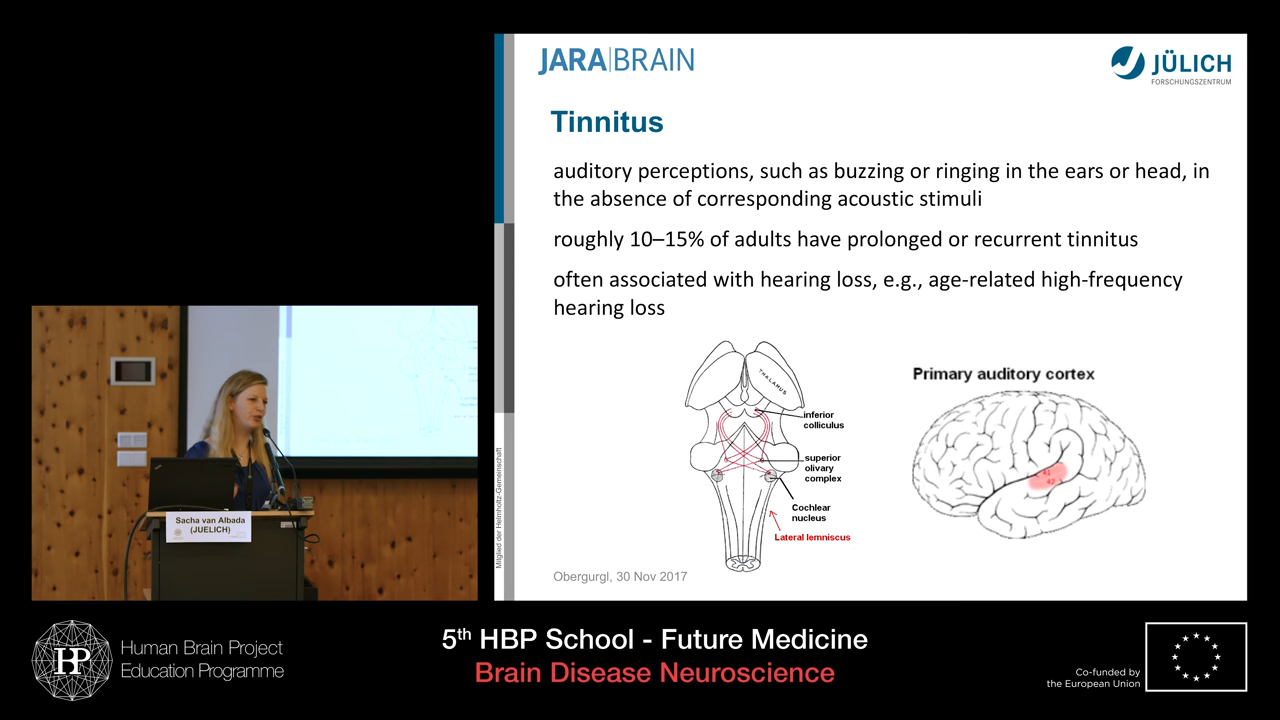 JARA|BRAIN
JÜLICH
FORSCHUNGSZENTRUM
Tinnitus
auditory perceptions, such as buzzing or ringing in the ears or head, in
the absence of corresponding acoustic stimuli
roughly 10–15% of adults have prolonged or recurrent tinnitus
often associated with hearing loss, e.g., age-related high-frequency
hearing loss
THALAMUS
inferior
colliculus
superior
olivary
complex
Cochlear
nucleus
Lateral lemniscus
Primary auditory cortex
41
42
Mitglied der Helmholtz-Gemeinschaft
Obergurgl, 30 Nov 2017
Sacha van Albada
(JUELICH)
HBP
Human Brain Project
Education Programme
5th HBP School - Future Medicine
Brain Disease Neuroscience
Co-funded by
the European Union